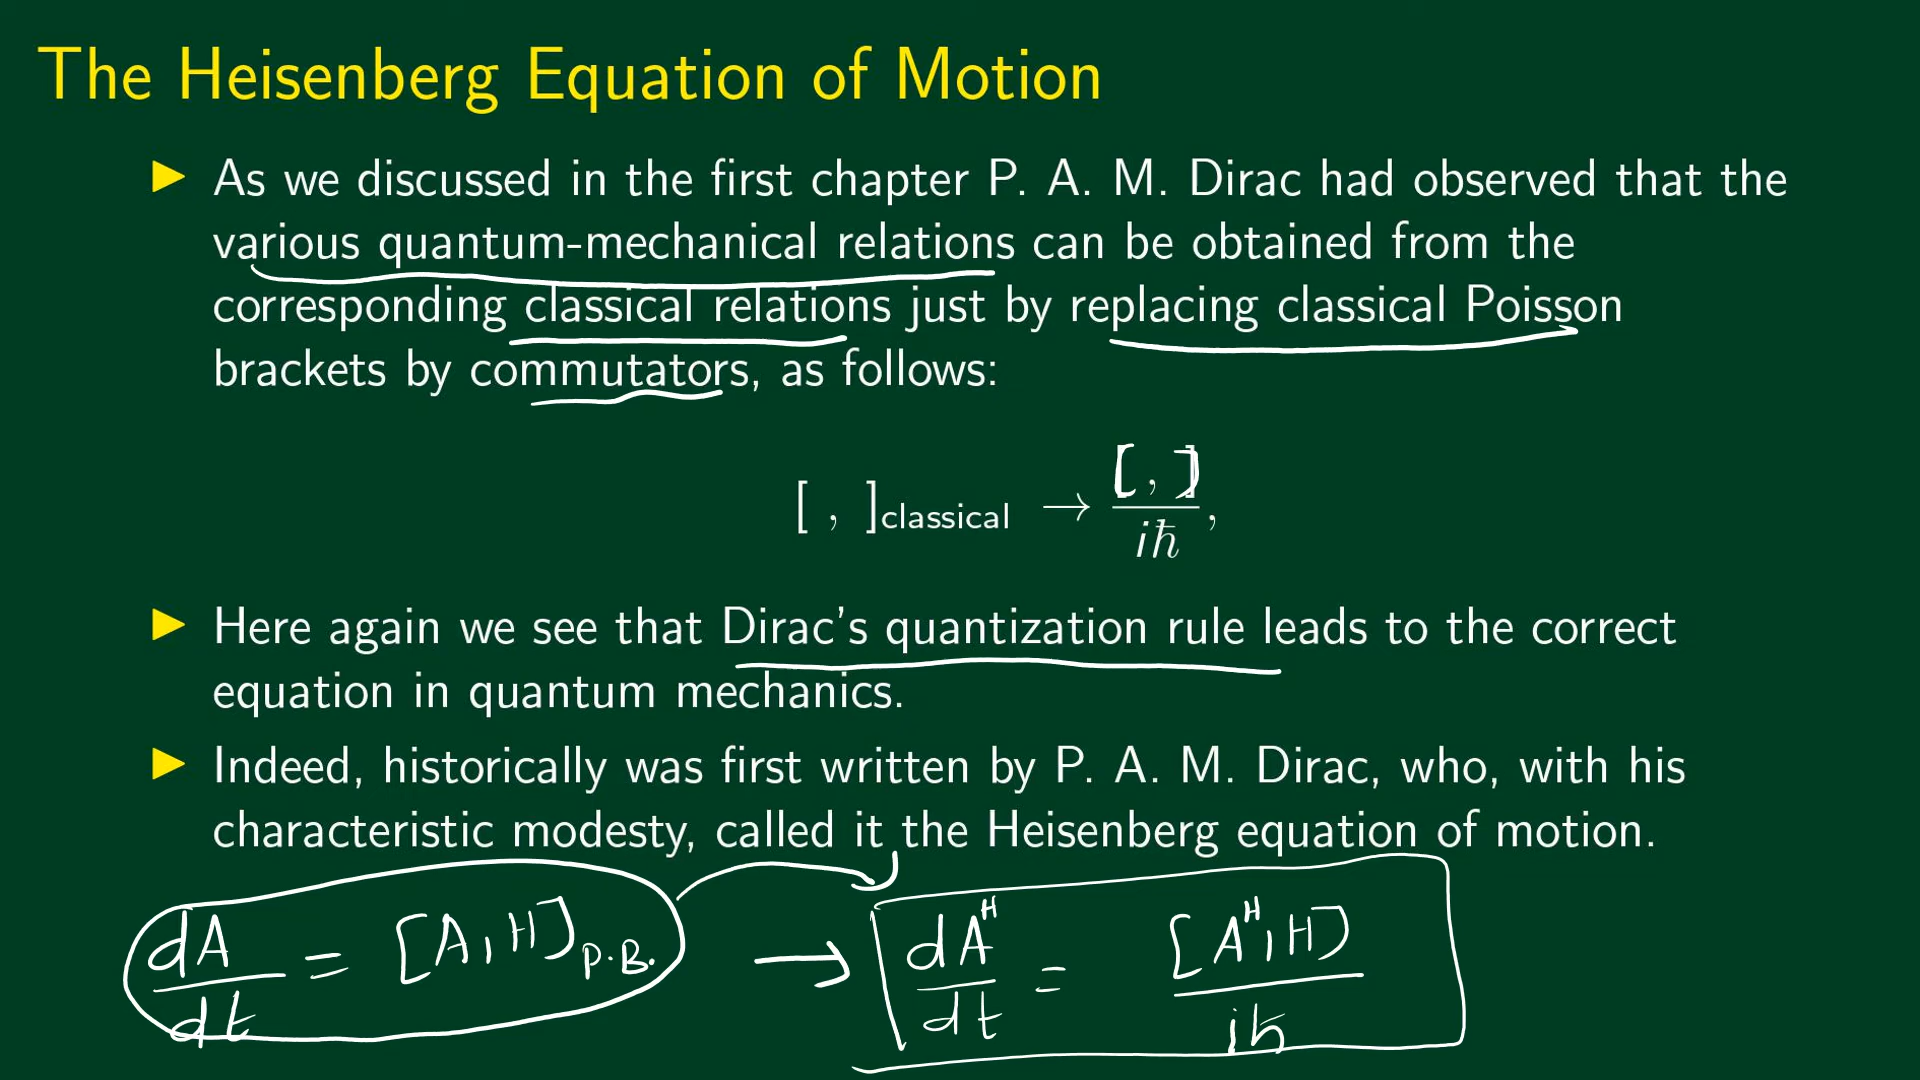 The Heisenberg Equation of Motion
▶ As we discussed in the first chapter P. A. M. Dirac had observed that the
various quantum-mechanical relations can be obtained from the
corresponding classical relations just by replacing classical Poisson
brackets by commutators, as follows:
[ , ]classical → [ , ]/iℏ,
▶ Here again we see that Dirac's quantization rule leads to the correct
equation in quantum mechanics.
▶ Indeed, historically was first written by P. A. M. Dirac, who, with his
characteristic modesty, called it the Heisenberg equation of motion.
dA/dt = [A, H]P.B. → dA^H/dt = [A^H, H]/iℏ